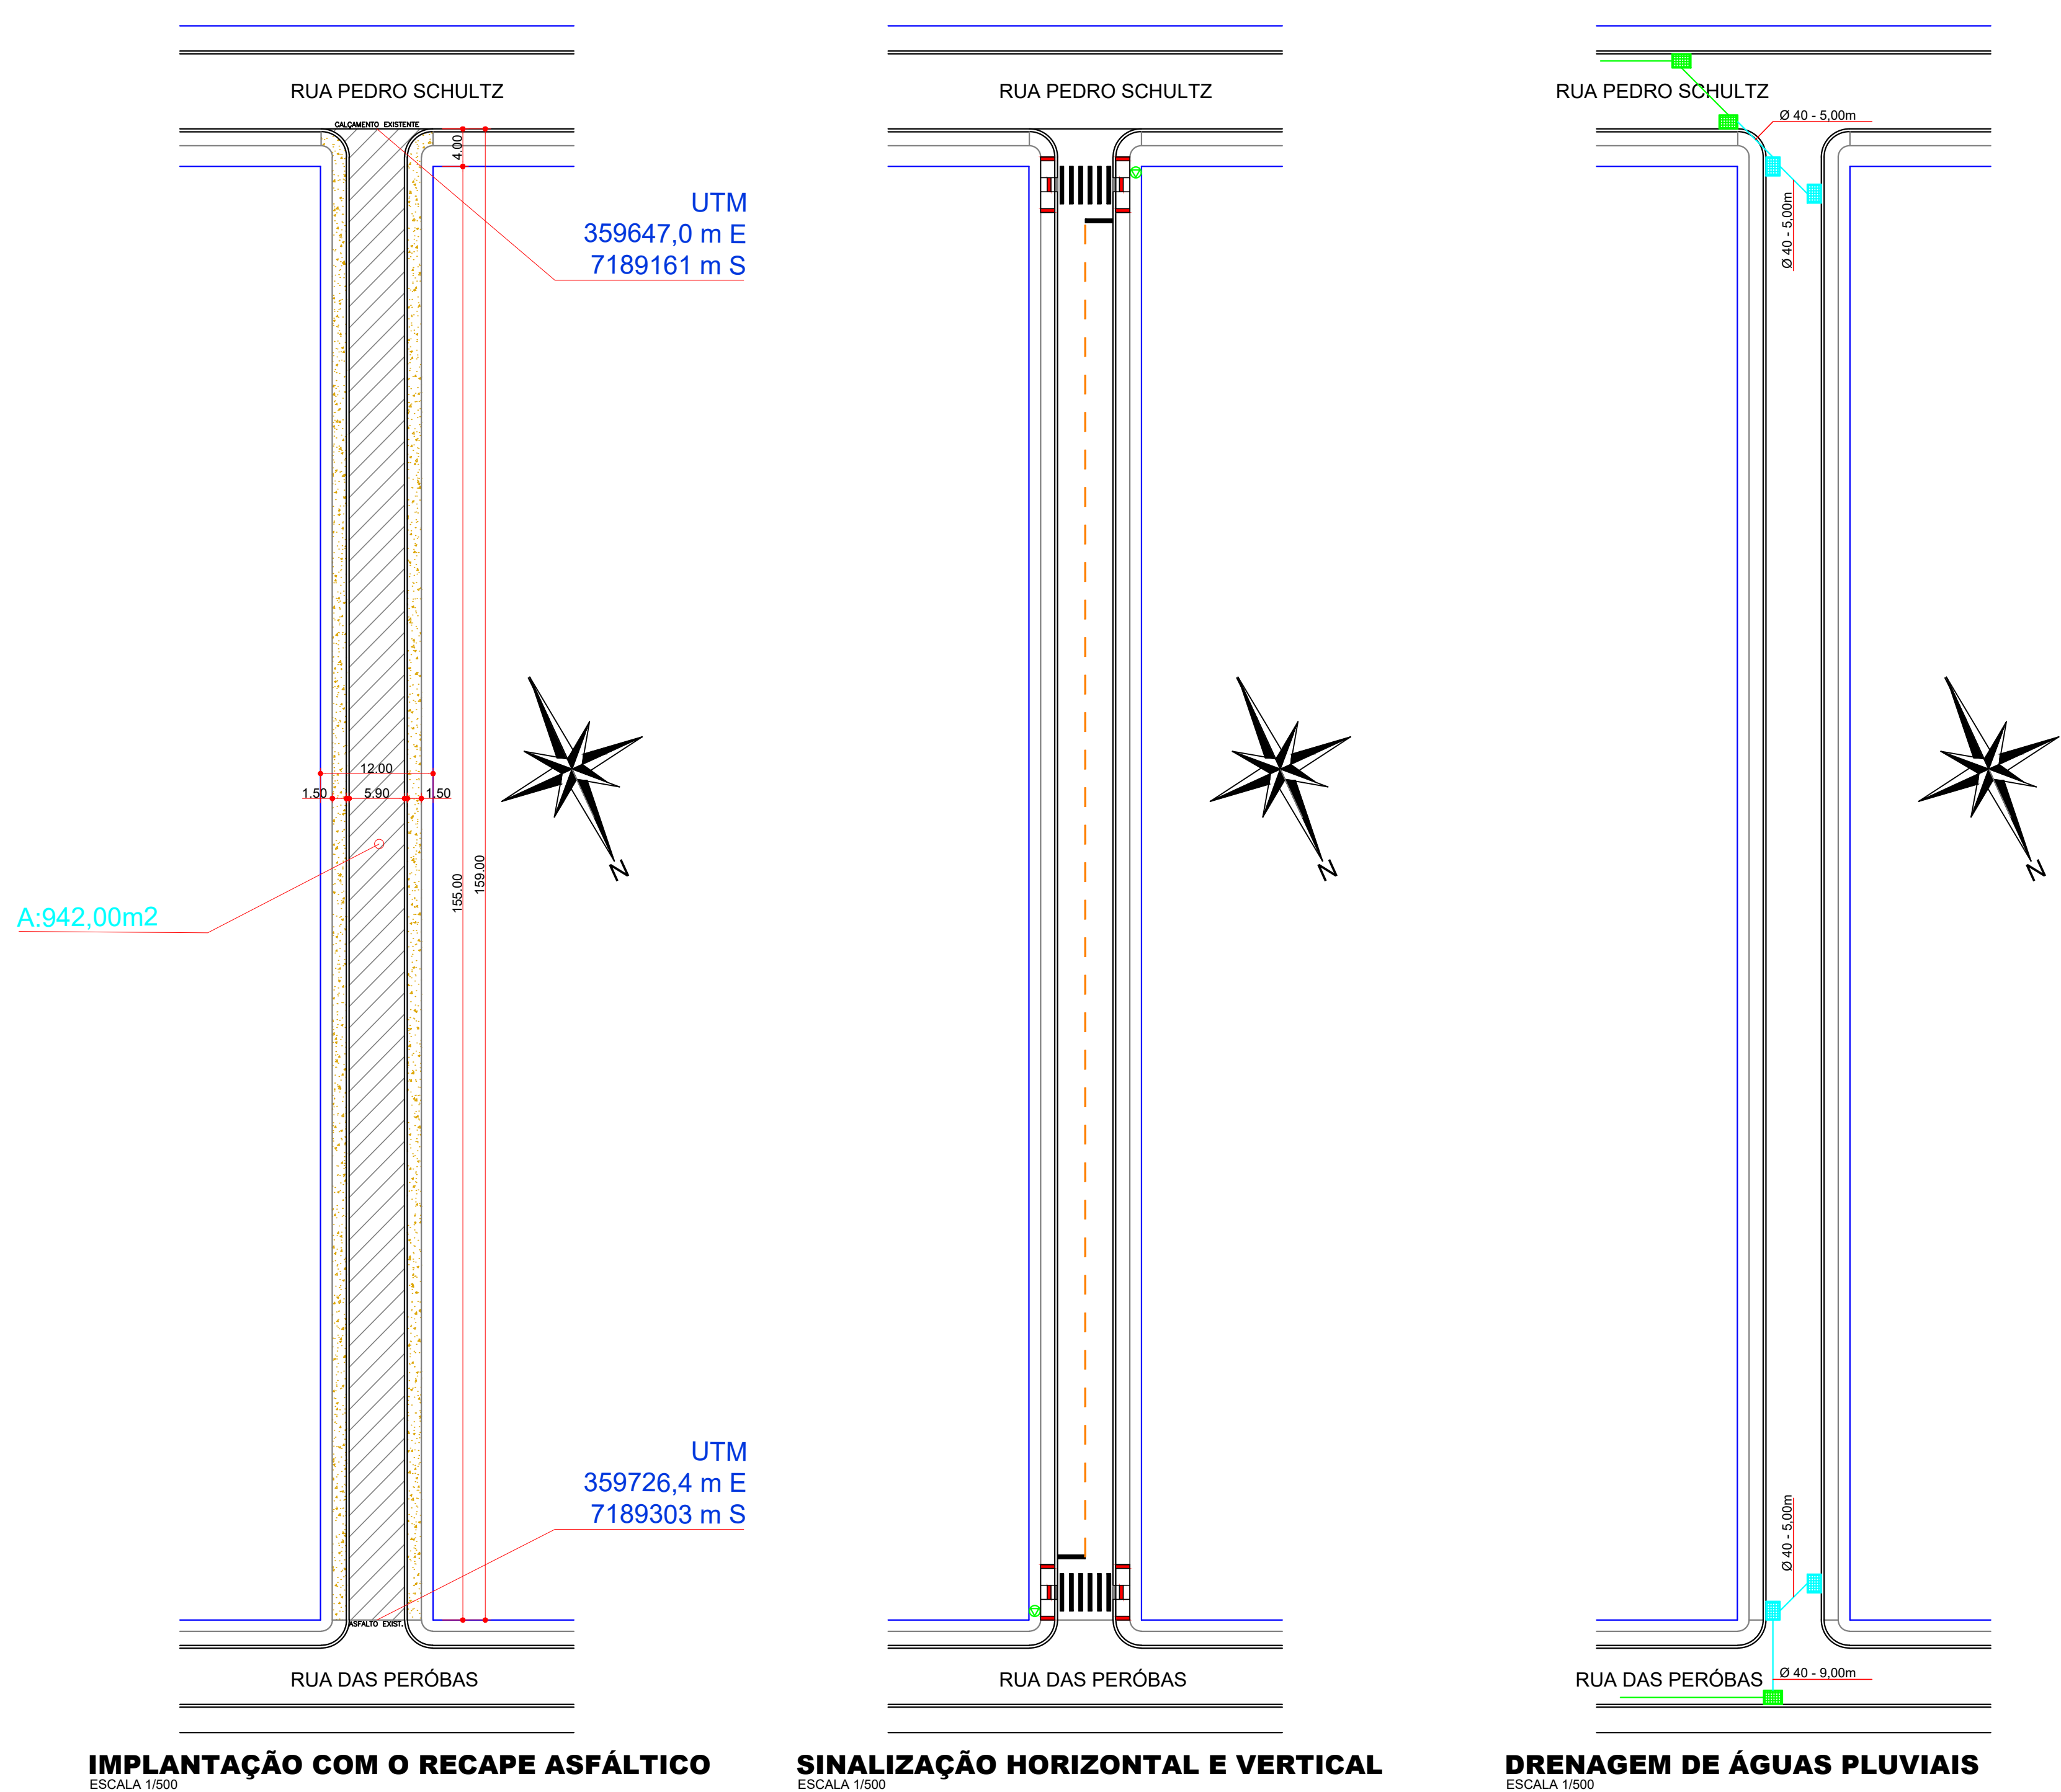 RUA PEDRO SCHULTZ
CALÇAMENTO EXISTENTE
4.00
UTM
359647,0 m E
7189161 m S
12.00
1.50
5.90
1.50
155.00
159.00
N
A:942,00m2
UTM
359726,4 m E
7189303 m S
ASFALTO EXIST.
RUA DAS PERÓBAS
IMPLANTAÇÃO COM O RECAPE ASFÁLTICO
ESCALA 1/500
RUA PEDRO SCHULTZ
N
RUA DAS PERÓBAS
SINALIZAÇÃO HORIZONTAL E VERTICAL
ESCALA 1/500
RUA PEDRO SCHULTZ
Ø 40 - 5,00m
Ø 40 - 5,00m
N
Ø 40 - 5,00m
RUA DAS PERÓBAS
Ø 40 - 9,00m
DRENAGEM DE ÁGUAS PLUVIAIS
ESCALA 1/500